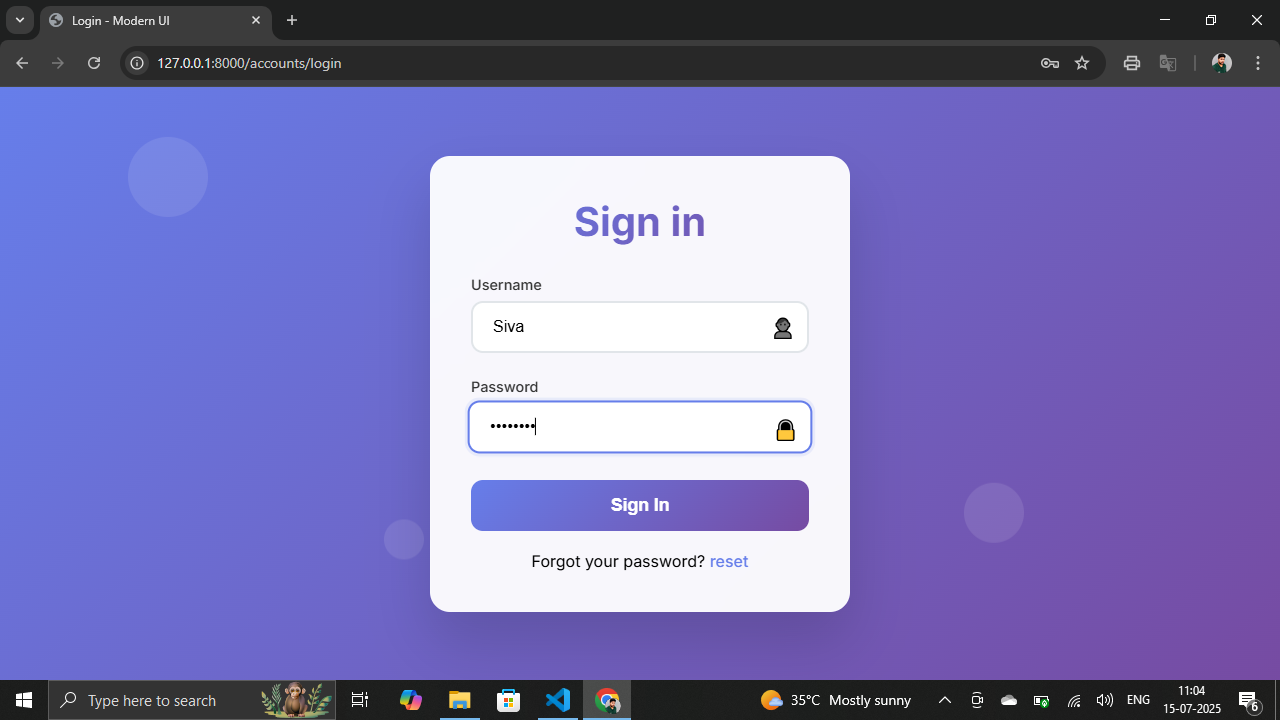 Login - Modern UI
127.0.0.1:8000/accounts/login
Sign in
Username
Siva
Password
••••••••
Sign In
Forgot your password? reset
Type here to search
35°C Mostly sunny
ENG
11:04
15-07-2025
6